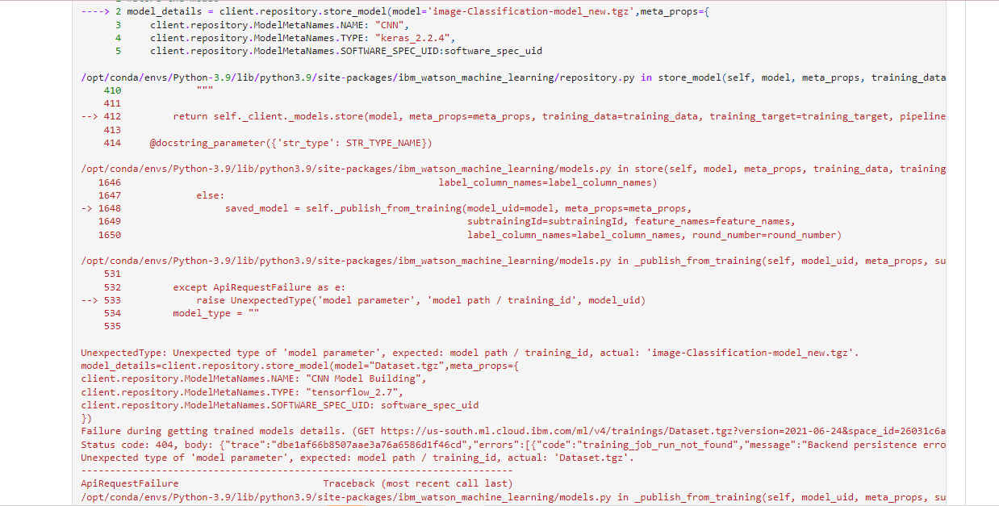 ----> 2 model_details = client.repository.store_model(model='image-Classification-model_new.tgz',meta_props={
      3     client.repository.ModelMetaNames.NAME: "CNN",
      4     client.repository.ModelMetaNames.TYPE: "keras_2.2.4",
      5     client.repository.ModelMetaNames.SOFTWARE_SPEC_UID:software_spec_uid
/opt/conda/envs/Python-3.9/lib/python3.9/site-packages/ibm_watson_machine_learning/repository.py in store_model(self, model, meta_props, training_data
    410             """
    411
--> 412         return self._client._models.store(model, meta_props=meta_props, training_data=training_data, training_target=training_target, pipeline
    413
    414     @docstring_parameter({'str_type': STR_TYPE_NAME})
/opt/conda/envs/Python-3.9/lib/python3.9/site-packages/ibm_watson_machine_learning/models.py in store(self, model, meta_props, training_data, training
   1646                                                       label_column_names=label_column_names)
   1647             else:
-> 1648                 saved_model = self._publish_from_training(model_uid=model, meta_props=meta_props,
   1649                                                           subtrainingId=subtrainingId, feature_names=feature_names,
   1650                                                           label_column_names=label_column_names, round_number=round_number)
/opt/conda/envs/Python-3.9/lib/python3.9/site-packages/ibm_watson_machine_learning/models.py in _publish_from_training(self, model_uid, meta_props, su
    531
    532         except ApiRequestFailure as e:
--> 533             raise UnexpectedType('model parameter', 'model path / training_id', model_uid)
    534         model_type = ""
    535
UnexpectedType: Unexpected type of 'model parameter', expected: model path / training_id, actual: 'image-Classification-model_new.tgz'.
model_details=client.repository.store_model(model="Dataset.tgz",meta_props={
client.repository.ModelMetaNames.NAME: "CNN Model Building",
client.repository.ModelMetaNames.TYPE: "tensorflow_2.7",
client.repository.ModelMetaNames.SOFTWARE_SPEC_UID: software_spec_uid
})
Failure during getting trained models details. (GET https://us-south.ml.cloud.ibm.com/ml/v4/trainings/Dataset.tgz?version=2021-06-24&space_id=26031c6a
Status code: 404, body: {"trace":"dbe1af66b8507aae3a76a6586d1f46cd","errors":[{"code":"training_job_run_not_found","message":"Backend persistence erro
Unexpected type of 'model parameter', expected: model path / training_id, actual: 'Dataset.tgz'.
---------------------------------------------------------------------------
ApiRequestFailure                         Traceback (most recent call last)
/opt/conda/envs/Python-3.9/lib/python3.9/site-packages/ibm_watson_machine_learning/models.py in _publish_from_training(self, model_uid, meta_props, su